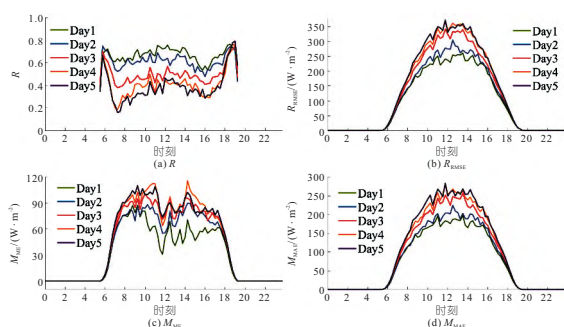 1.0
0.8
0.6
0.4
0.2
0
R
Day1
Day2
Day3
Day4
Day5
0 2 4 6 8 10 12 14 16 18 20 22
时刻
(a) R
350
300
250
200
150
100
50
0
R_RMSE/(W·m⁻²)
Day1
Day2
Day3
Day4
Day5
0 2 4 6 8 10 12 14 16 18 20 22
时刻
(b) R_RMSE
120
90
60
30
0
M_ME/(W·m⁻²)
Day1
Day2
Day3
Day4
Day5
0 2 4 6 8 10 12 14 16 18 20 22
时刻
(c) M_ME
300
250
200
150
100
50
0
M_MAE/(W·m⁻²)
Day1
Day2
Day3
Day4
Day5
0 2 4 6 8 10 12 14 16 18 20 22
时刻
(d) M_MAE